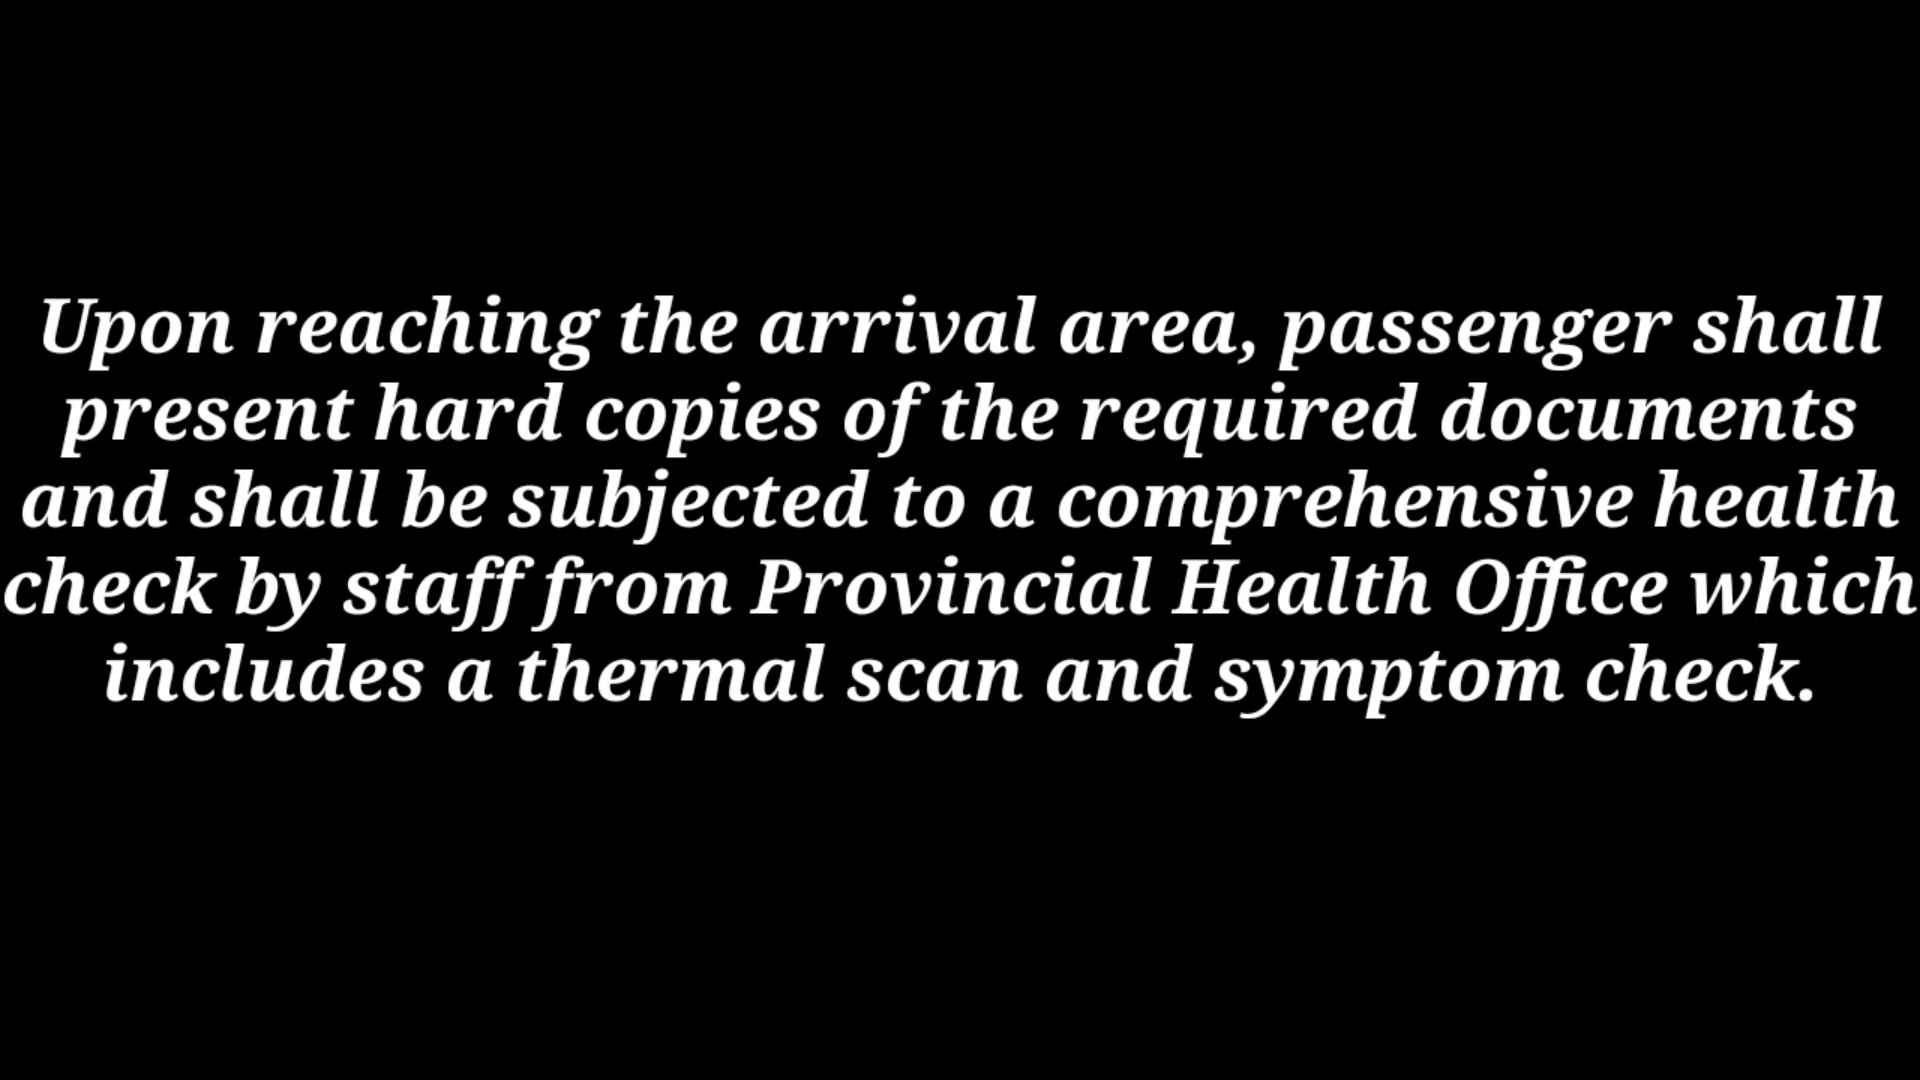 Upon reaching the arrival area, passenger shall
present hard copies of the required documents
and shall be subjected to a comprehensive health
check by staff from Provincial Health Office which
includes a thermal scan and symptom check.